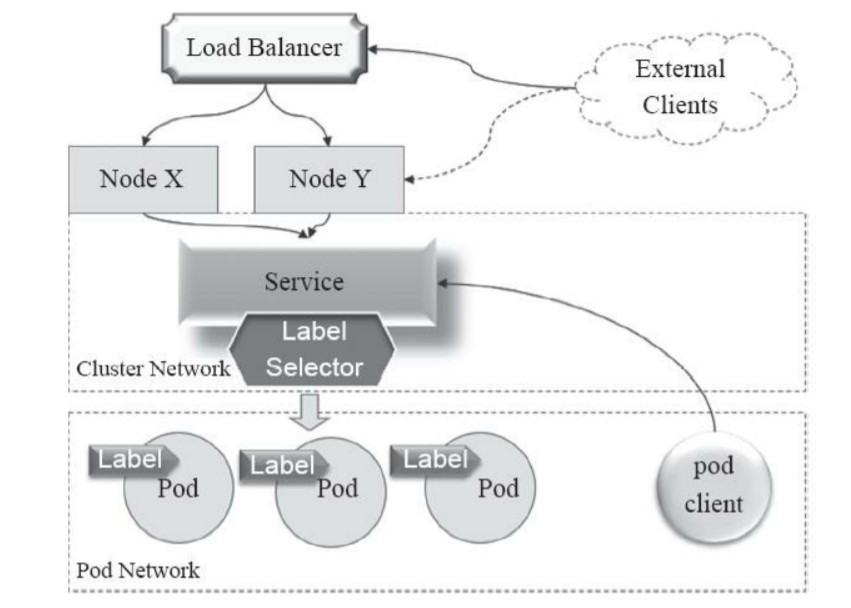 Load Balancer
External
Clients
Node X
Node Y
Service
Label
Selector
Cluster Network
Label
Pod
Label
Pod
Label
Pod
pod
client
Pod Network